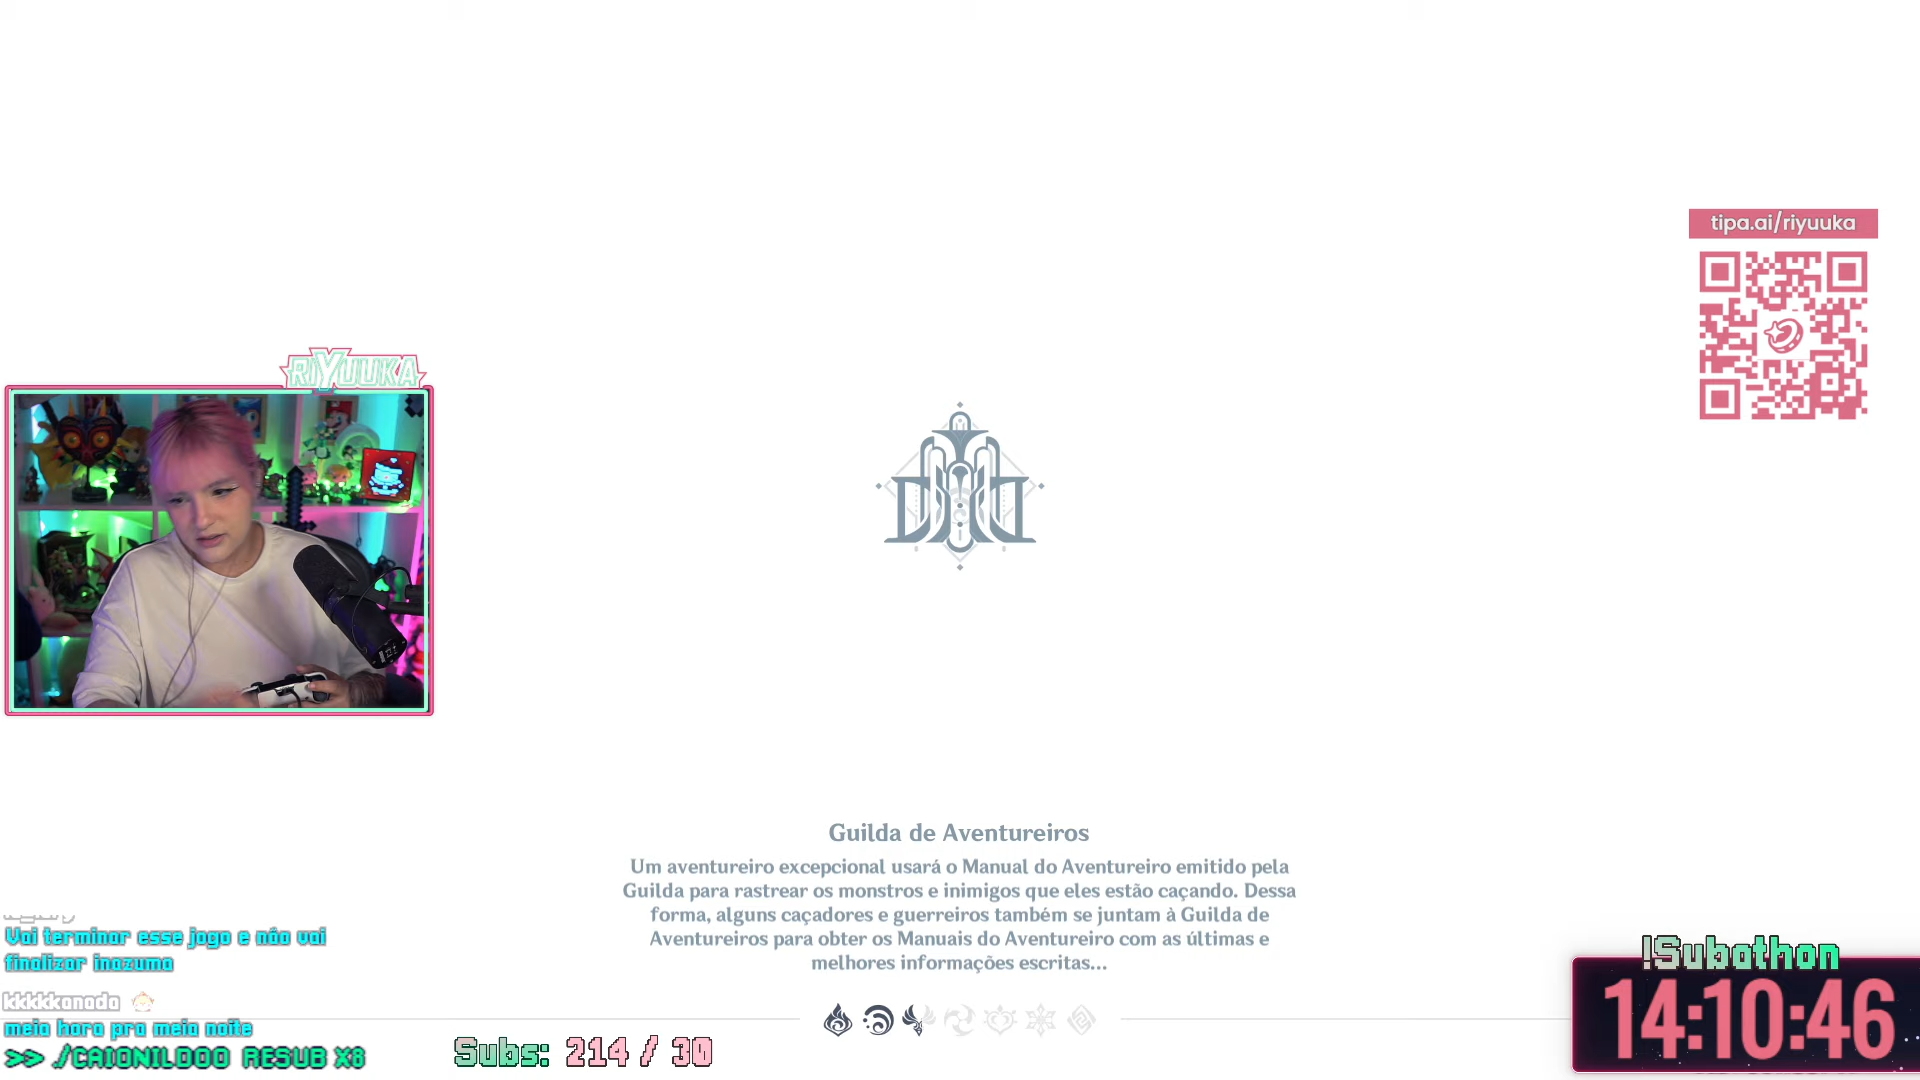 tipa.ai/riyuuka
RiYUUKA
Guilda de Aventureiros
Um aventureiro excepcional usará o Manual do Aventureiro emitido pela
Guilda para rastrear os monstros e inimigos que eles estão caçando. Dessa
forma, alguns caçadores e guerreiros também se juntam à Guilda de
Aventureiros para obter os Manuais do Aventureiro com as últimas e
melhores informações escritas...
Vai terminar esse jogo e não vai
finalizar inazuma
kkkkkanada
meia hora pra meia noite
>> ./CAIONILDOO RESUB X8
Subs: 214 / 30
!Subathon
14:10:46